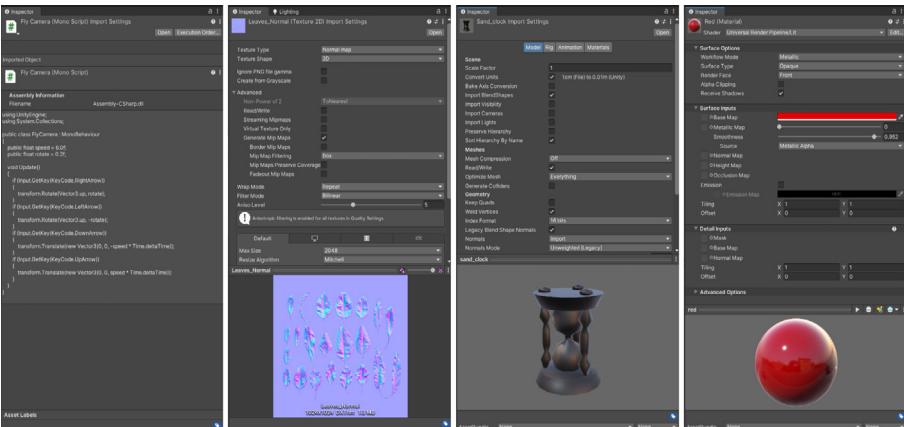 Inspector
Fly Camera (Mono Script) Import Settings
Open Execution Order...
Imported Object
Fly Camera (Mono Script)
Assembly Information
Filename Assembly-CSharp.dll
using UnityEngine;
using System.Collections;
public class FlyCamera : MonoBehaviour
{
public float speed = 6.0f;
public float rotate = 0.2f;
void Update()
{
if (Input.GetKey(KeyCode.RightArrow))
{
transform.Rotate(Vector3.up, rotate);
}
if (Input.GetKey(KeyCode.LeftArrow))
{
transform.Rotate(Vector3.up, -rotate);
}
if (Input.GetKey(KeyCode.DownArrow))
{
transform.Translate(new Vector3(0, 0, -speed * Time.deltaTime));
}
if (Input.GetKey(KeyCode.UpArrow))
{
transform.Translate(new Vector3(0, 0, speed * Time.deltaTime));
}
}
}
Asset Labels
Inspector Lighting
Leaves_Normal (Texture 2D) Import Settings
Open
Texture Type Normal map
Texture Shape 2D
Ignore PNG file gamma
Create from Grayscale
Advanced
Non-Power of 2 ToNearest
Read/Write
Streaming Mipmaps
Virtual Texture Only
Generate Mip Maps
Border Mip Maps
Mip Map Filtering Box
Mip Maps Preserve Coverage
Fadeout Mip Maps
Wrap Mode Repeat
Filter Mode Bilinear
Aniso Level 5
Anisotropic filtering is enabled for all textures in Quality Settings.
Default
Max Size 2048
Resize Algorithm Mitchell
Leaves_Normal
Leaves_Normal
Inspector
Sand_clock Import Settings
Open
Model Rig Animation Materials
Scene
Scale Factor 1
Convert Units 1cm (File) to 0.01m (Unity)
Bake Axis Conversion
Import BlendShapes
Import Visibility
Import Cameras
Import Lights
Preserve Hierarchy
Sort Hierarchy By Name
Meshes
Mesh Compression Off
Read/Write
Optimize Mesh Everything
Generate Colliders
Geometry
Keep Quads
Weld Vertices
Index Format 16 bits
Legacy Blend Shape Normals
Normals Import
Normals Mode Unweighted (Legacy)
sand_clock
Inspector
Red (Material)
Shader Universal Render Pipeline/Lit Edit...
Surface Options
Workflow Mode Metallic
Surface Type Opaque
Render Face Front
Alpha Clipping
Receive Shadows
Surface Inputs
Base Map
Metallic Map 0
Smoothness 0.952
Source Metallic Alpha
Normal Map
Height Map
Occlusion Map
Emission
Emission Map HDR
Tiling X 1 Y 1
Offset X 0 Y 0
Detail Inputs
Mask
Base Map
Normal Map
Tiling X 1 Y 1
Offset X 0 Y 0
Advanced Options
red